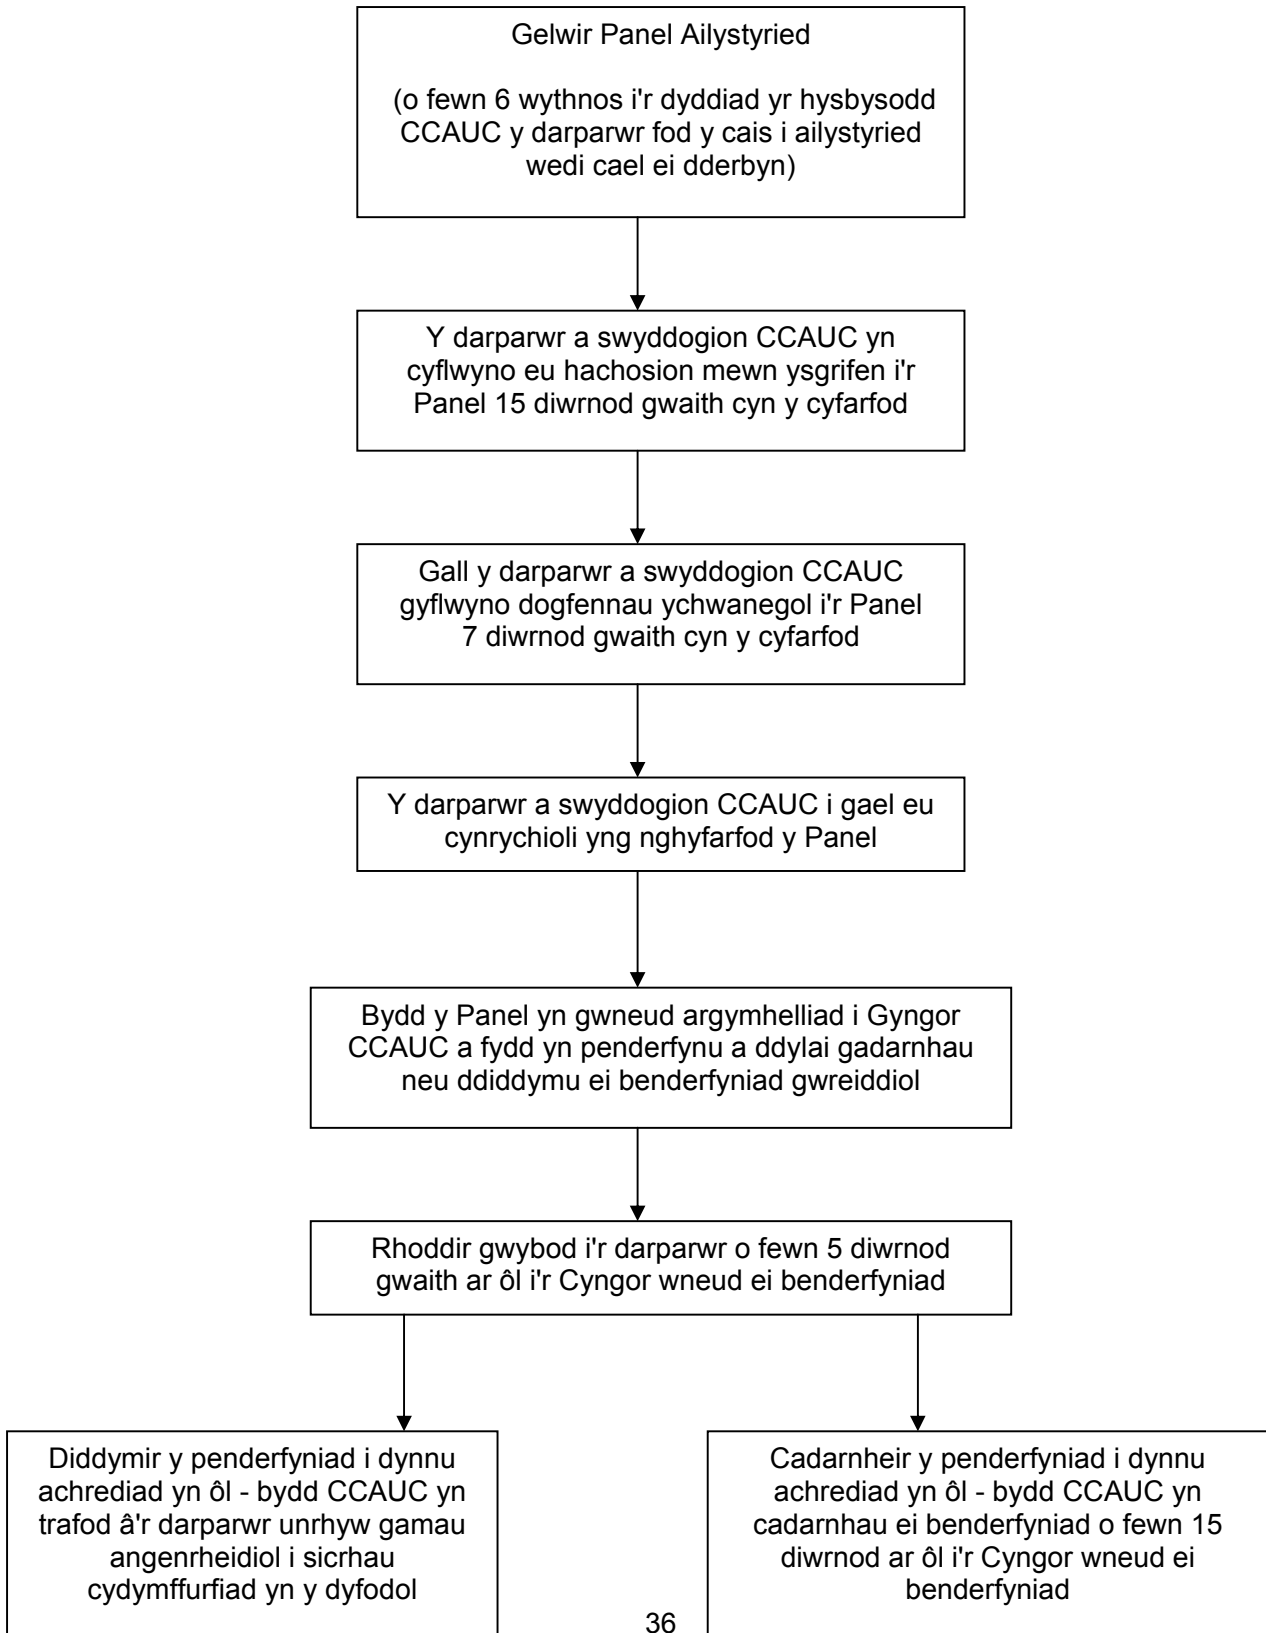 Gelwir Panel Ailystyried
(o fewn 6 wythnos i'r dyddiad yr hysbysodd
CCAUC y darparwr fod y cais i ailystyried
wedi cael ei dderbyn)
Y darparwr a swyddogion CCAUC yn
cyflwyno eu hachosion mewn ysgrifen i'r
Panel 15 diwrnod gwaith cyn y cyfarfod
Gall y darparwr a swyddogion CCAUC
gyflwyno dogfennau ychwanegol i'r Panel
7 diwrnod gwaith cyn y cyfarfod
Y darparwr a swyddogion CCAUC i gael eu
cynrychioli yng nghyfarfod y Panel
Bydd y Panel yn gwneud argymhelliad i Gyngor
CCAUC a fydd yn penderfynu a ddylai gadarnhau
neu ddiddymu ei benderfyniad gwreiddiol
Rhoddir gwybod i'r darparwr o fewn 5 diwrnod
gwaith ar ôl i'r Cyngor wneud ei benderfyniad
Diddymir y penderfyniad i dynnu
achrediad yn ôl - bydd CCAUC yn
trafod â'r darparwr unrhyw gamau
angenrheidiol i sicrhau
cydymffurfiad yn y dyfodol
Cadarnheir y penderfyniad i dynnu
achrediad yn ôl - bydd CCAUC yn
cadarnhau ei benderfyniad o fewn 15
diwrnod ar ôl i'r Cyngor wneud ei
benderfyniad
36